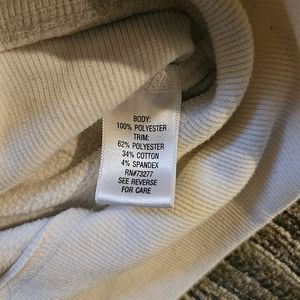 BODY:
100% POLYESTER
TRIM:
62% POLYESTER
34% COTTON
4% SPANDEX
RN#73277
SEE REVERSE
FOR CARE